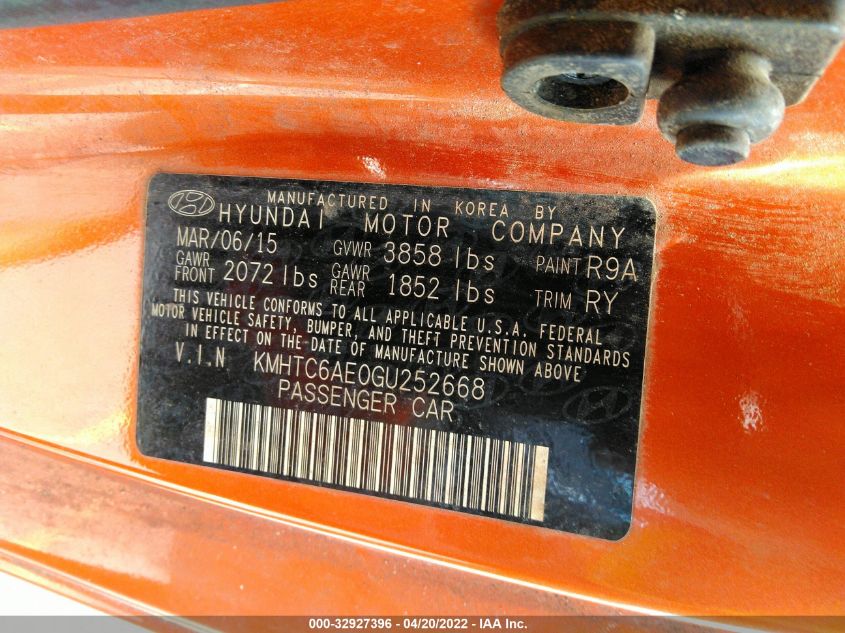 MANUFACTURED IN KOREA BY
HYUNDAI MOTOR COMPANY
MAR/06/15 GVWR 3858 lbs PAINT R9A
GAWR FRONT 2072 lbs GAWR REAR 1852 lbs TRIM RY
THIS VEHICLE CONFORMS TO ALL APPLICABLE U.S.A. FEDERAL
MOTOR VEHICLE SAFETY, BUMPER, AND THEFT PREVENTION STANDARDS
IN EFFECT ON THE DATE OF MANUFACTURE SHOWN ABOVE
V.I.N KMHTC6AE0GU252668
PASSENGER CAR
000-32927396 - 04/20/2022 - IAA Inc.